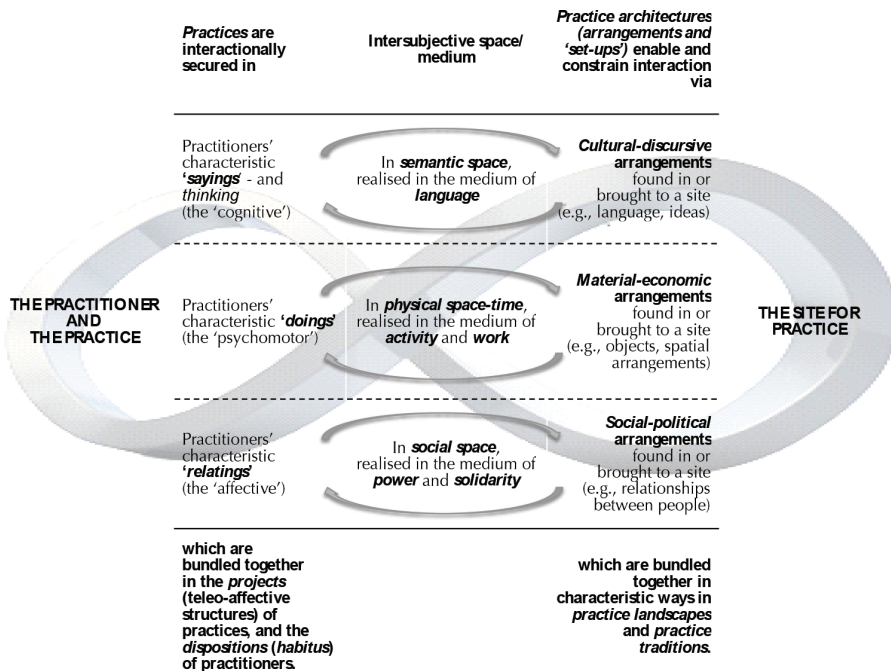 Practices are
interactionally
secured in
Intersubjective space/
medium
Practice architectures
(arrangements and
‘set-ups’) enable and
constrain interaction
via
Practitioners’
characteristic
‘sayings’ - and
thinking
(the ‘cognitive’)
In semantic space,
realised in the medium of
language
Cultural-discursive
arrangements
found in or
brought to a site
(e.g., language, ideas)
THE PRACTITIONER
AND
THE PRACTICE
Practitioners’
characteristic ‘doings’
(the ‘psychomotor’)
In physical space-time,
realised in the medium of
activity and work
Material-economic
arrangements
found in or
brought to a site
(e.g., objects, spatial
arrangements)
THE SITE FOR
PRACTICE
Practitioners’
characteristic
‘relatings’
(the ‘affective’)
In social space,
realised in the medium of
power and solidarity
Social-political
arrangements
found in or
brought to a site
(e.g., relationships
between people)
which are
bundled together
in the projects
(teleo-affective
structures) of
practices, and the
dispositions (habitus)
of practitioners.
which are bundled
together in
characteristic ways in
practice landscapes
and practice
traditions.